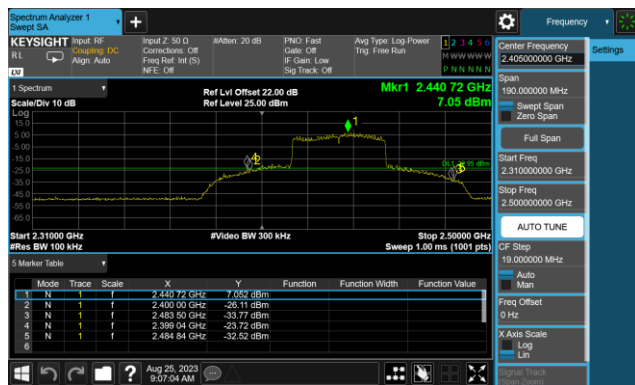 Spectrum Analyzer 1
Swept SA
Frequency
KEYSIGHT
RL
Input: RF
Coupling: DC
Align: Auto
Input Z: 50 Ω
Corrections: Off
Freq Ref: Int (S)
NFE: Off
#Atten: 20 dB
PNO: Fast
Gate: Off
IF Gain: Low
Sig Track: Off
Avg Type: Log-Power
Trig: Free Run
1 2 3 4 5 6
M W W W W W
P N N N N N
LXI
1 Spectrum
Scale/Div 10 dB
Log
Ref Lvl Offset 22.00 dB
Ref Level 25.00 dBm
Mkr1 2.440 72 GHz
7.05 dBm
15.0
5.00
-5.00
-15.0
-25.0
-35.0
-45.0
-55.0
-65.0
1
Start 2.31000 GHz
#Res BW 100 kHz
#Video BW 300 kHz
Stop 2.50000 GHz
Sweep 1.00 ms (1001 pts)
5 Marker Table
Mode Trace Scale X Y Function Function Width Function Value
1 N 1 f 2.440 72 GHz 7.052 dBm
2 N 1 f 2.400 00 GHz -26.11 dBm
3 N 1 f 2.483 50 GHz -33.77 dBm
4 N 1 f 2.399 04 GHz -23.72 dBm
5 N 1 f 2.484 84 GHz -32.52 dBm
6
Aug 25, 2023
9:07:04 AM
Center Frequency
2.405000000 GHz
Settings
Span
190.000000 MHz
Swept Span
Zero Span
Full Span
Start Freq
2.310000000 GHz
Stop Freq
2.500000000 GHz
AUTO TUNE
CF Step
19.000000 MHz
Auto
Man
Freq Offset
0 Hz
X Axis Scale
Log
Lin
Signal Track
(Span Zoom)